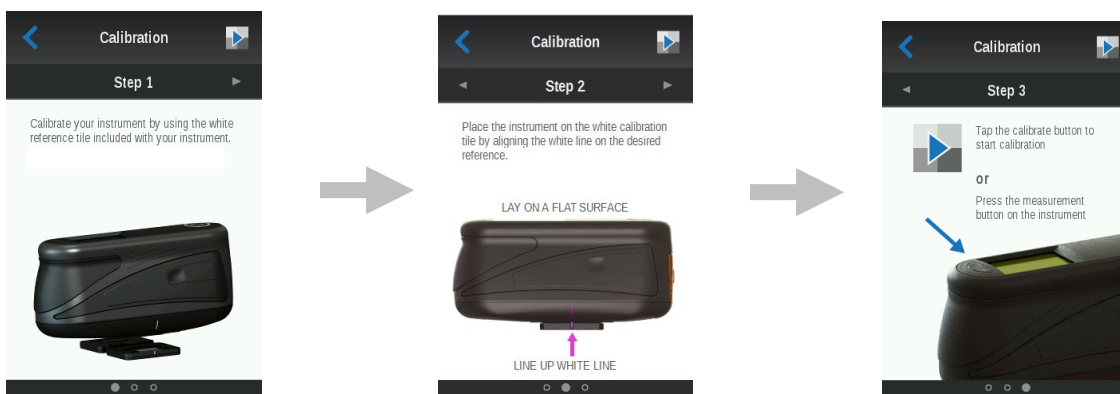 Calibration
Step 1
Calibrate your instrument by using the white
reference tile included with your instrument.
Calibration
Step 2
Place the instrument on the white calibration
tile by aligning the white line on the desired
reference.
LAY ON A FLAT SURFACE
LINE UP WHITE LINE
Calibration
Step 3
Tap the calibrate button to
start calibration
or
Press the measurement
button on the instrument